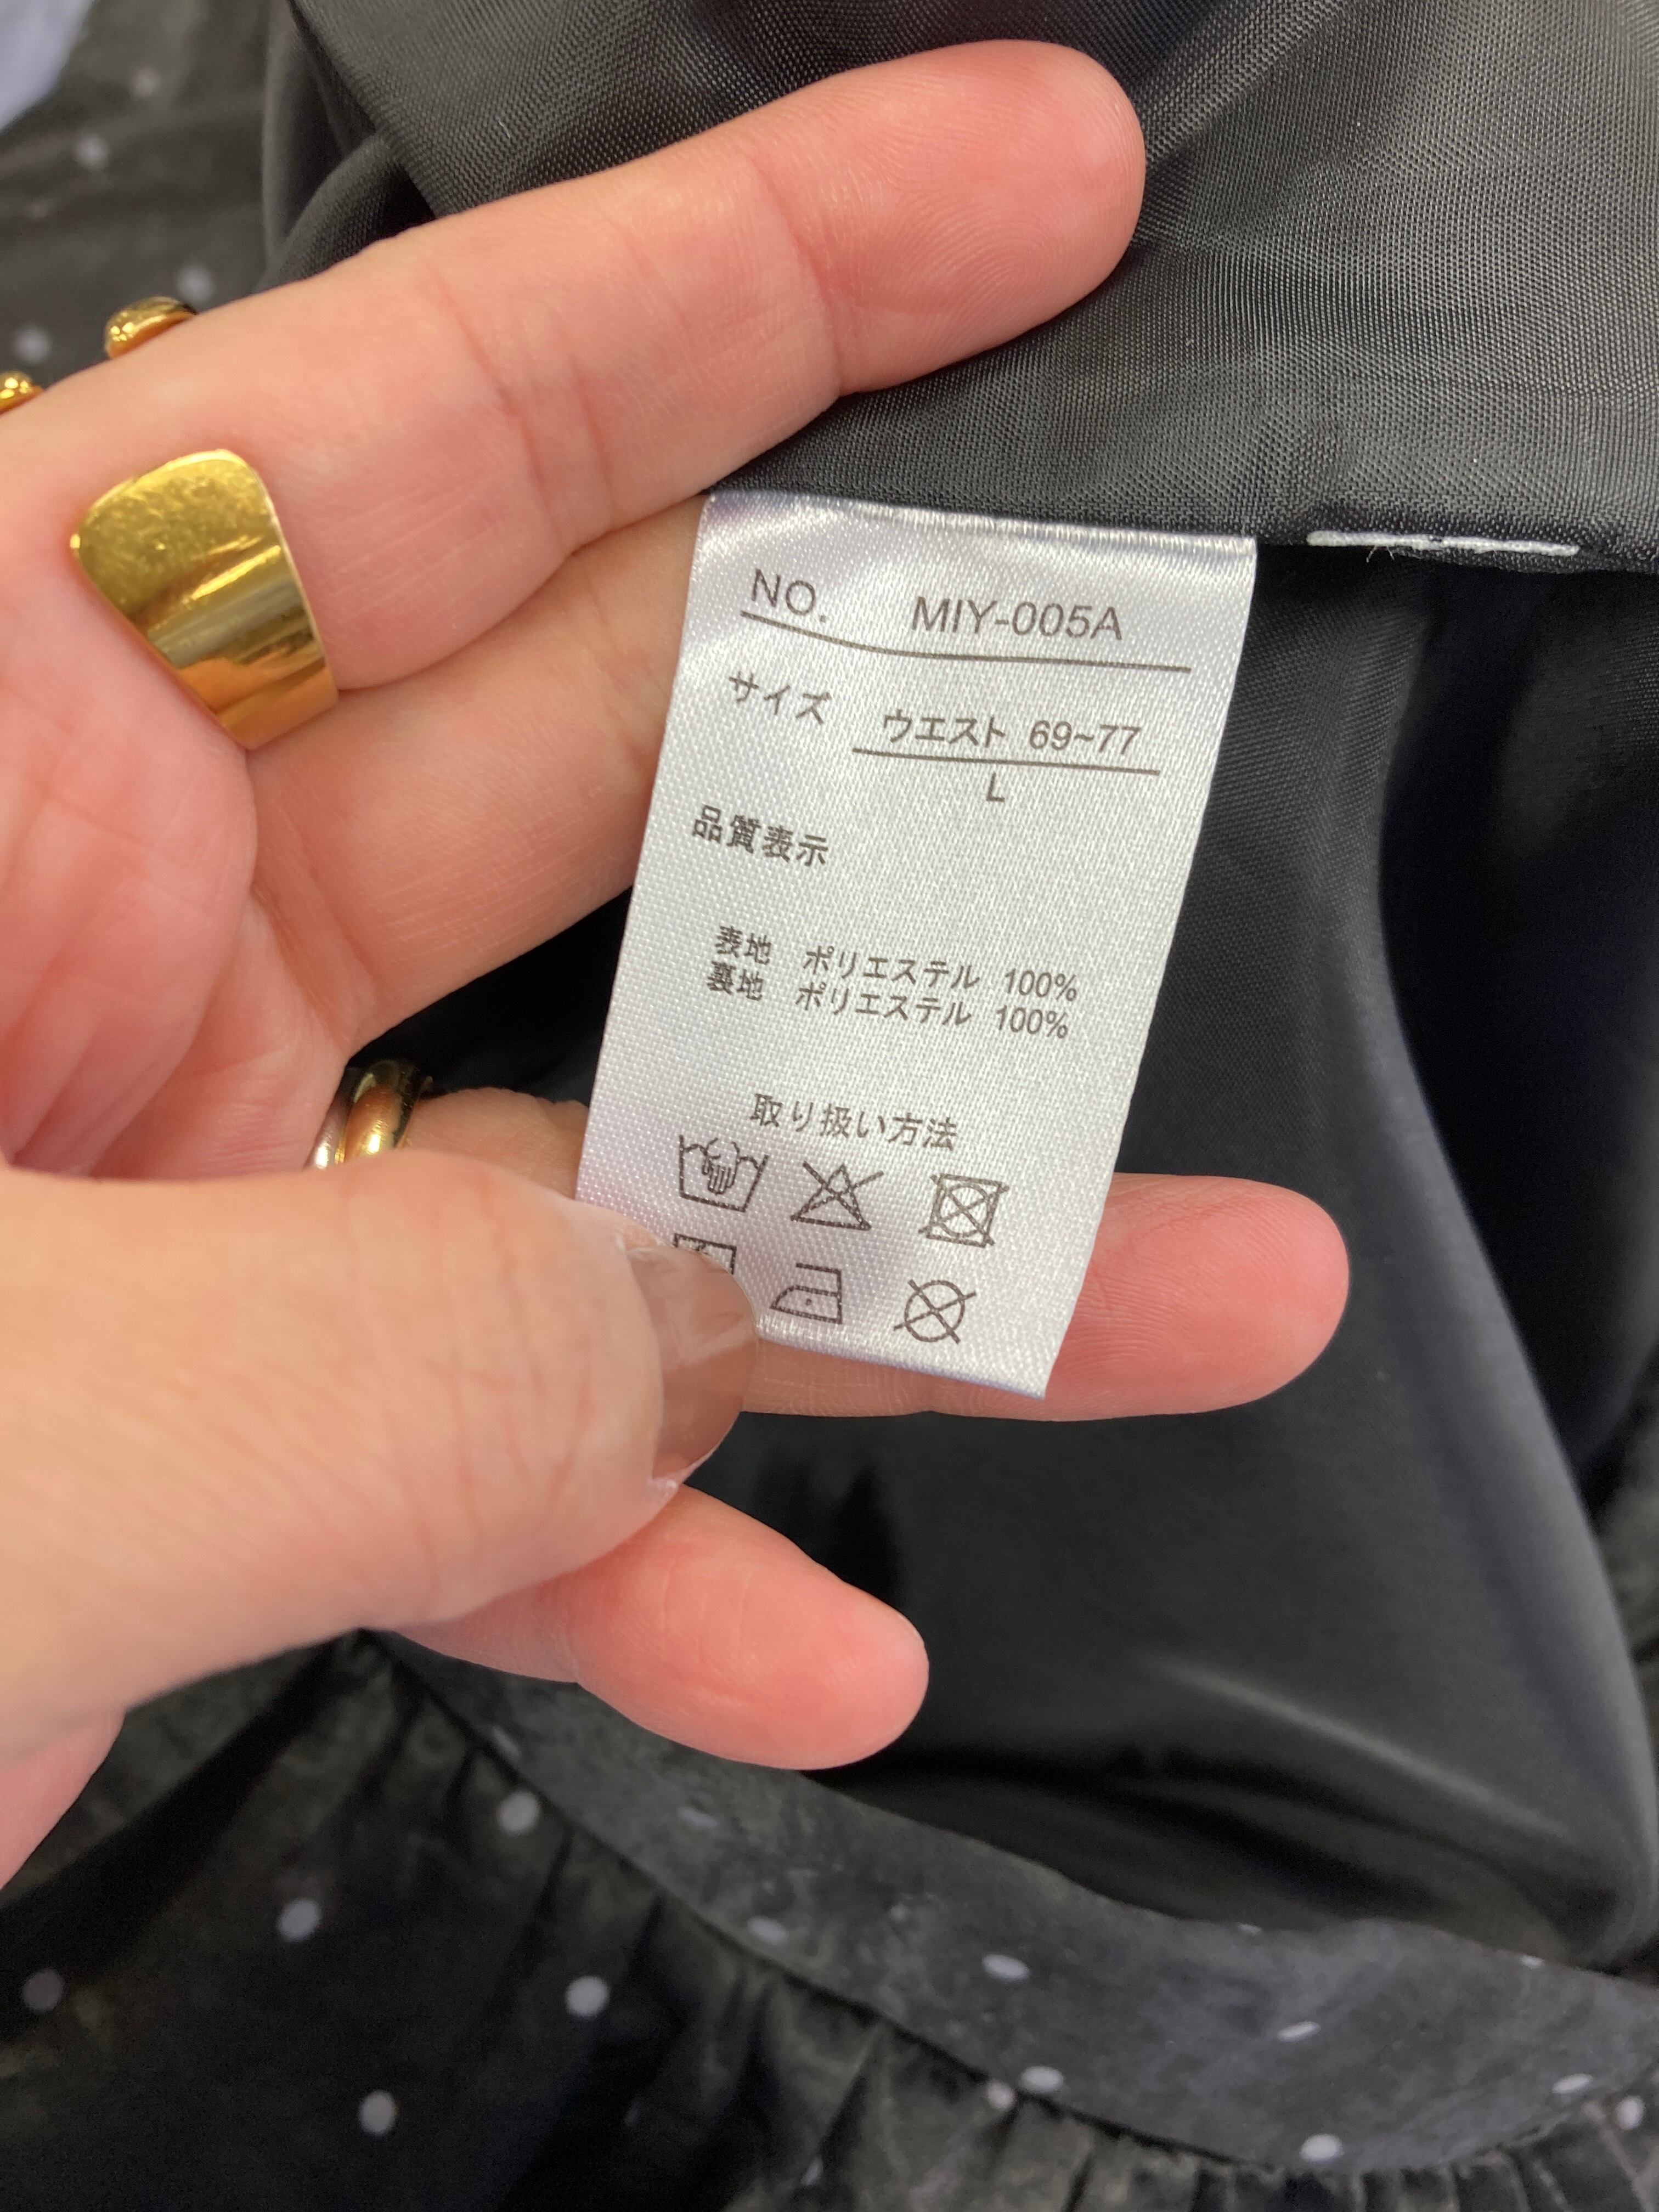 NO. MIY-005A
サイズ ウエスト 69~77
L
品質表示
表地 ポリエステル 100%
裏地 ポリエステル 100%
取り扱い方法